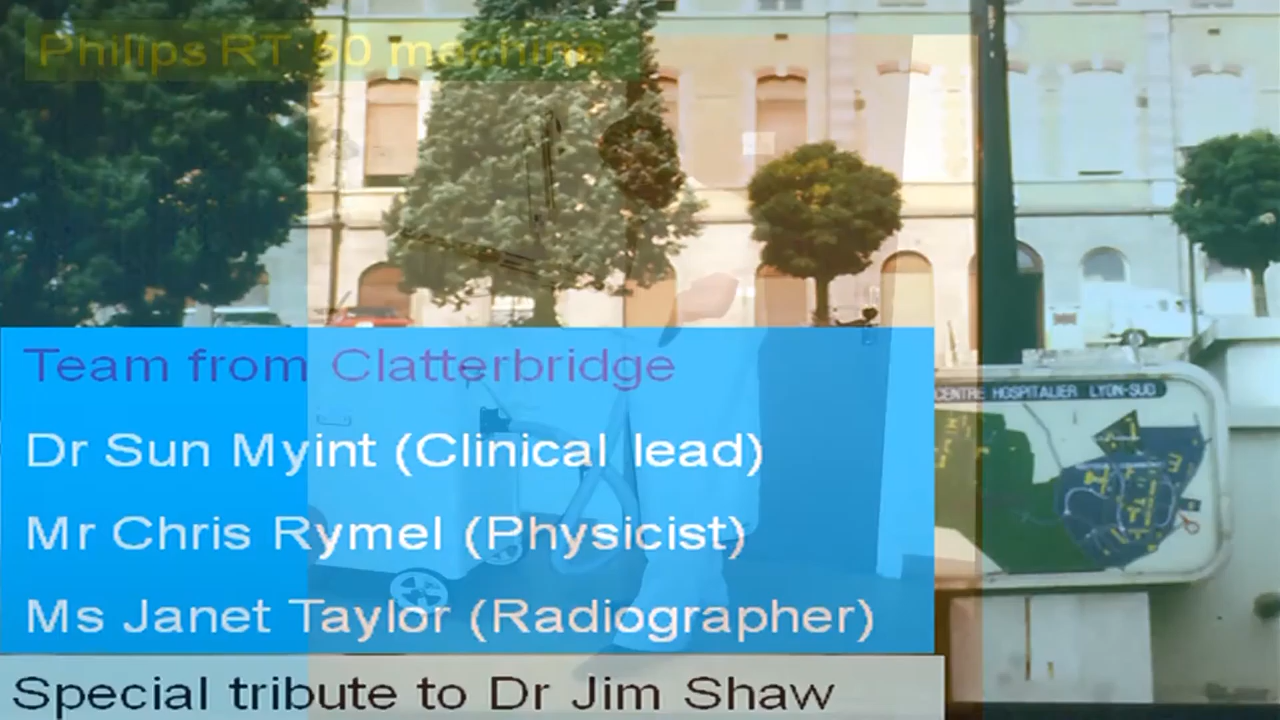 Philips RT 50 machine
Team from Clatterbridge
CENTRE HOSPITALIER LYON-SUD
Dr Sun Myint (Clinical lead)
Mr Chris Rymel (Physicist)
Ms Janet Taylor (Radiographer)
Special tribute to Dr Jim Shaw